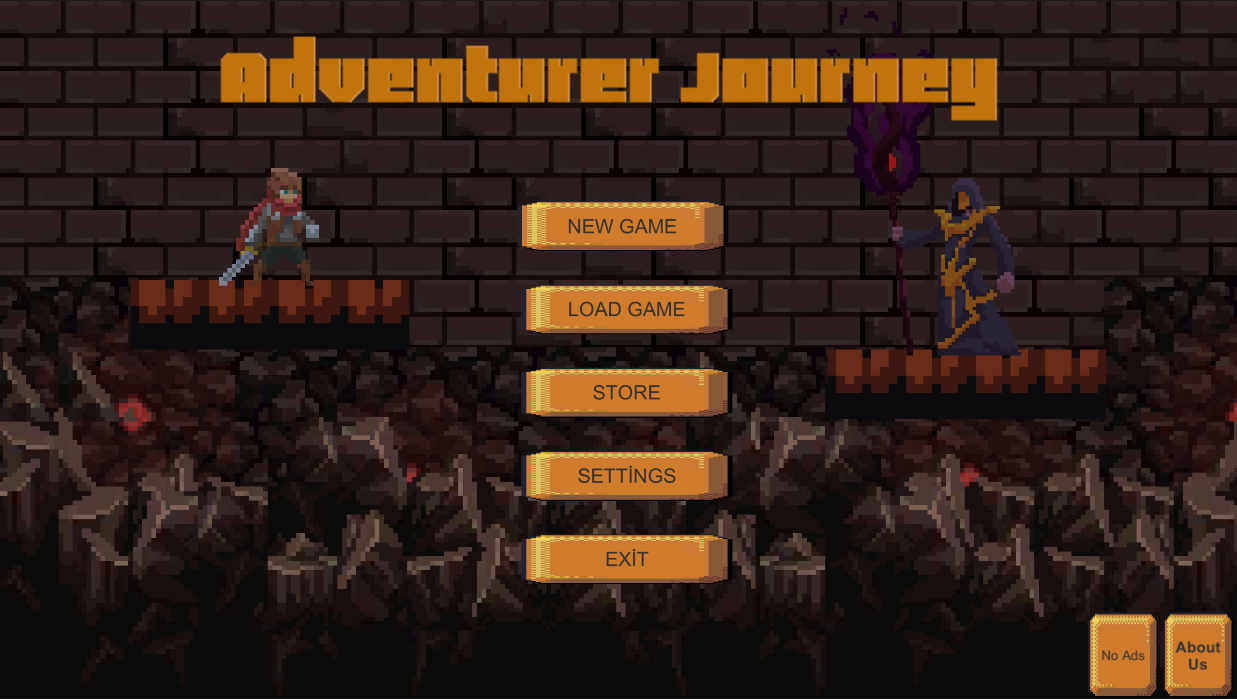 Adventurer Journey
NEW GAME
LOAD GAME
STORE
SETTİNGS
EXİT
No Ads
About
Us